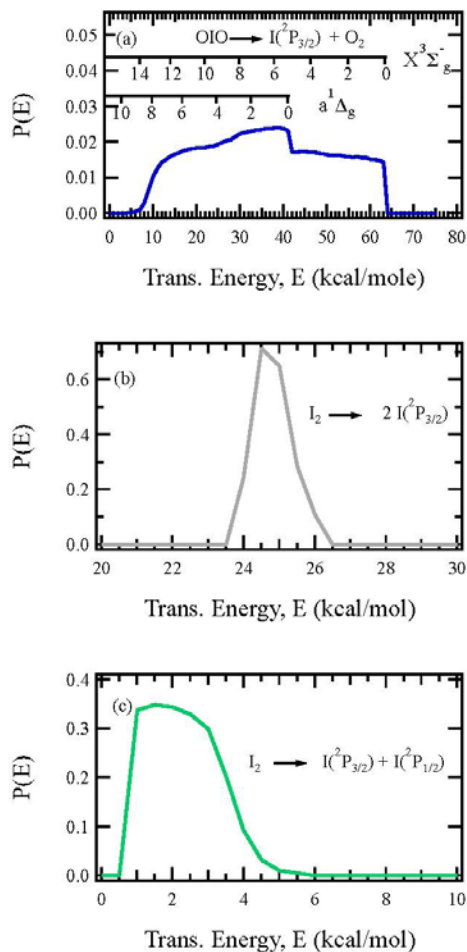 (a) OIO → I(²P₃/₂) + O₂
0.05
14 12 10 8 6 4 2 0 X³Σ⁻g
0.04
10 8 6 4 2 0 a¹Δg
0.03
0.02
0.01
0.00
P(E)
0 10 20 30 40 50 60 70 80
Trans. Energy, E (kcal/mole)
(b)
I₂ → 2 I(²P₃/₂)
0.6
0.4
0.2
0.0
P(E)
20 22 24 26 28 30
Trans. Energy, E (kcal/mol)
0.4
(c)
0.3
I₂ → I(²P₃/₂) + I(²P₁/₂)
0.2
0.1
0.0
P(E)
0 2 4 6 8 10
Trans. Energy, E (kcal/mol)